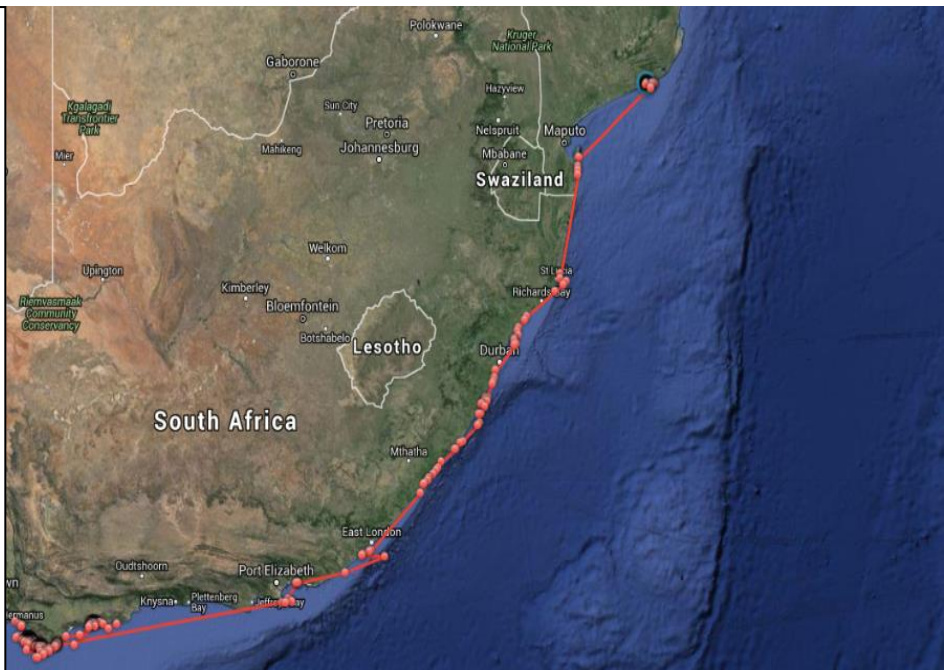 Polokwane
Kruger
National Park
Gaborone
Kgalagadi
Transfrontier
Park
Sun City
Hazyview
Pretoria
Nelspruit
Maputo
Mier
Mahikeng
Johannesburg
Mbabane
Swaziland
Welkom
St Lucia
Upington
Kimberley
Richards Bay
Riemvasmaak
Community
Conservancy
Bloemfontein
Botshabelo
Lesotho
Durban
South Africa
Mthatha
East London
Oudtshoorn
Port Elizabeth
wn
Knysna
Plettenberg
Bay
Jeffreys Bay
lermanus